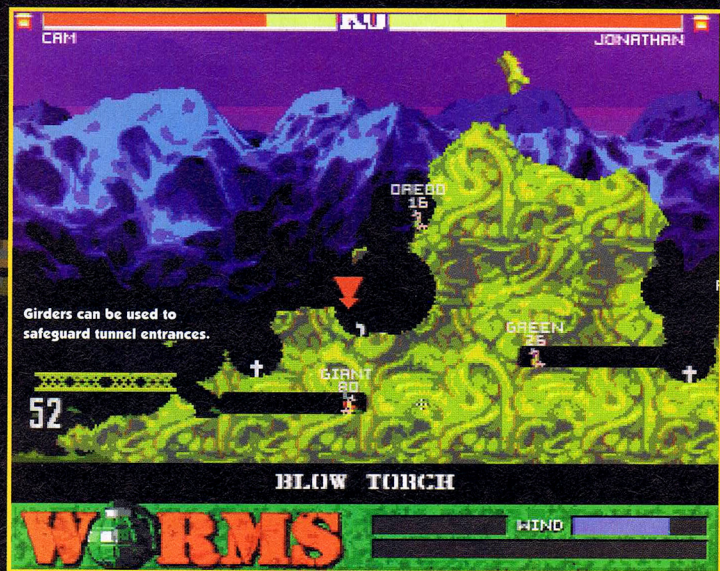 KO
CAM
JONATHAN
DREDD
16
Girders can be used to
safeguard tunnel entrances.
GREEN
26
GIANT
80
52
BLOW TORCH
WORMS
WIND